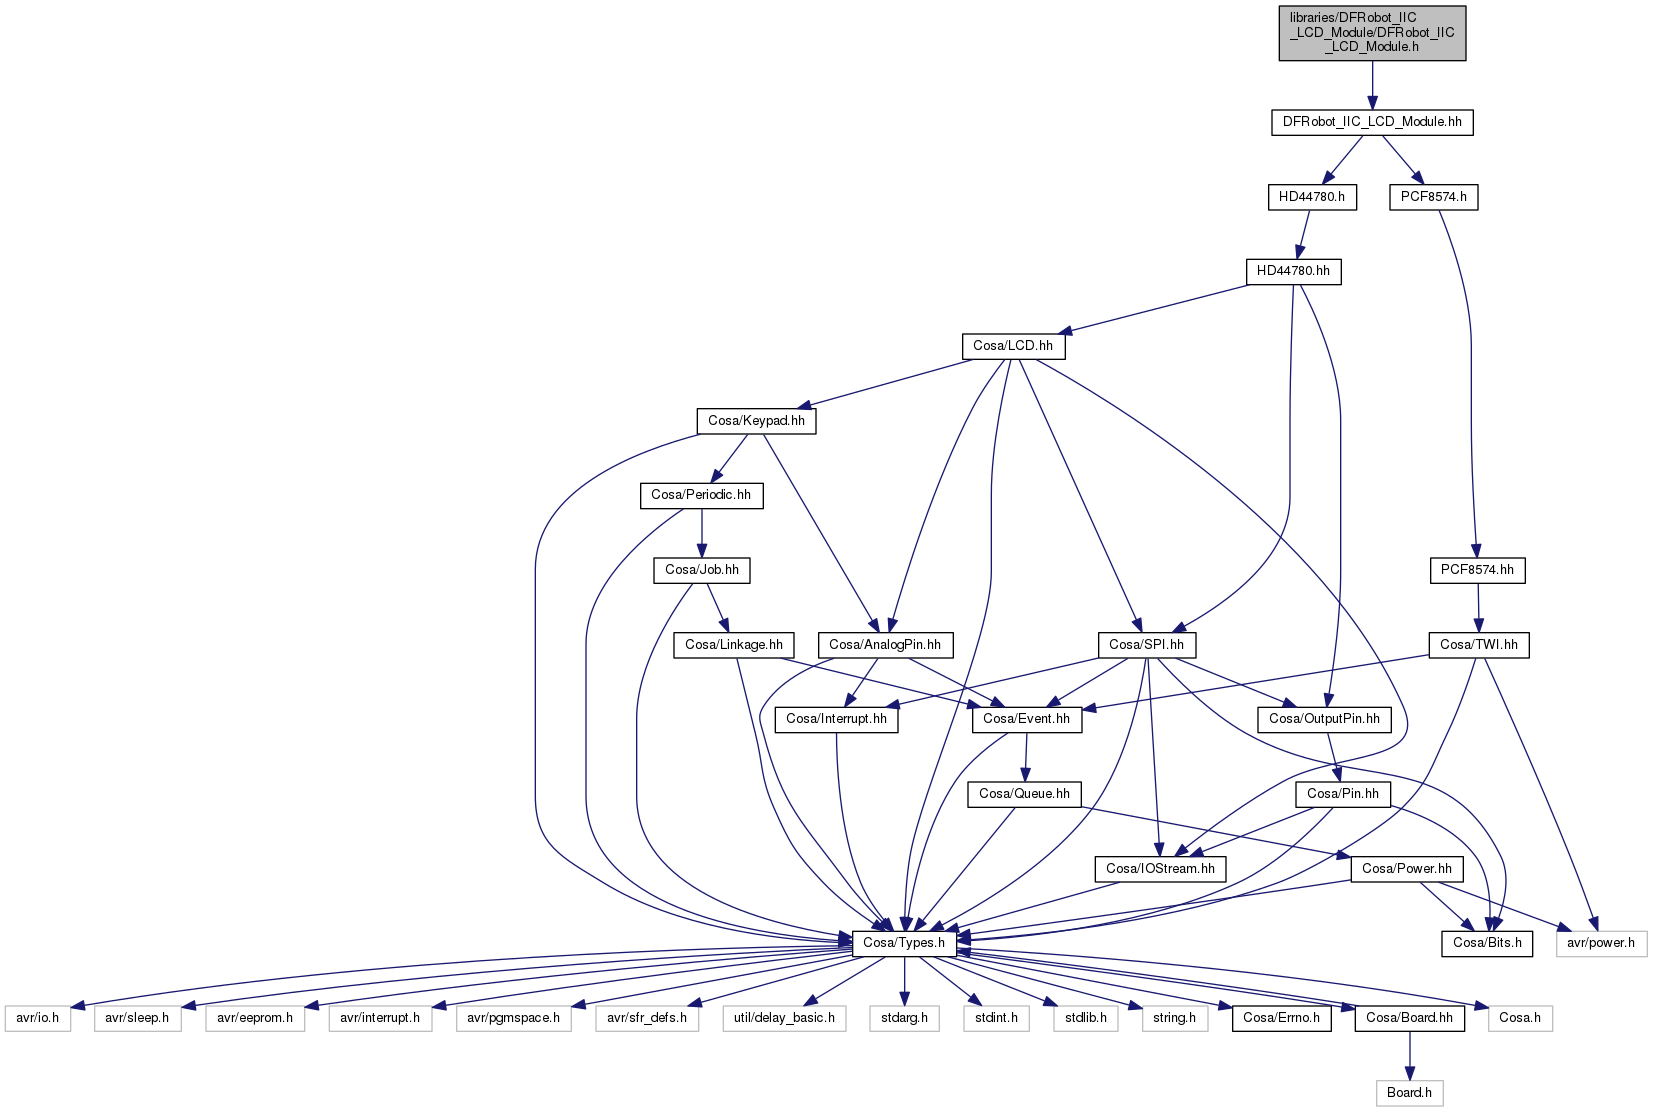 libraries/DFRobot_IIC
_LCD_Module/DFRobot_IIC
_LCD_Module.h
DFRobot_IIC_LCD_Module.hh
HD44780.h
PCF8574.h
HD44780.hh
Cosa/LCD.hh
Cosa/Keypad.hh
Cosa/Periodic.hh
Cosa/Job.hh
PCF8574.hh
Cosa/Linkage.hh
Cosa/AnalogPin.hh
Cosa/SPI.hh
Cosa/TWI.hh
Cosa/Interrupt.hh
Cosa/Event.hh
Cosa/OutputPin.hh
Cosa/Queue.hh
Cosa/Pin.hh
Cosa/IOStream.hh
Cosa/Power.hh
Cosa/Types.h
Cosa/Bits.h
avr/power.h
avr/io.h
avr/sleep.h
avr/eeprom.h
avr/interrupt.h
avr/pgmspace.h
avr/sfr_defs.h
util/delay_basic.h
stdarg.h
stdint.h
stdlib.h
string.h
Cosa/Errno.h
Cosa/Board.hh
Cosa.h
Board.h